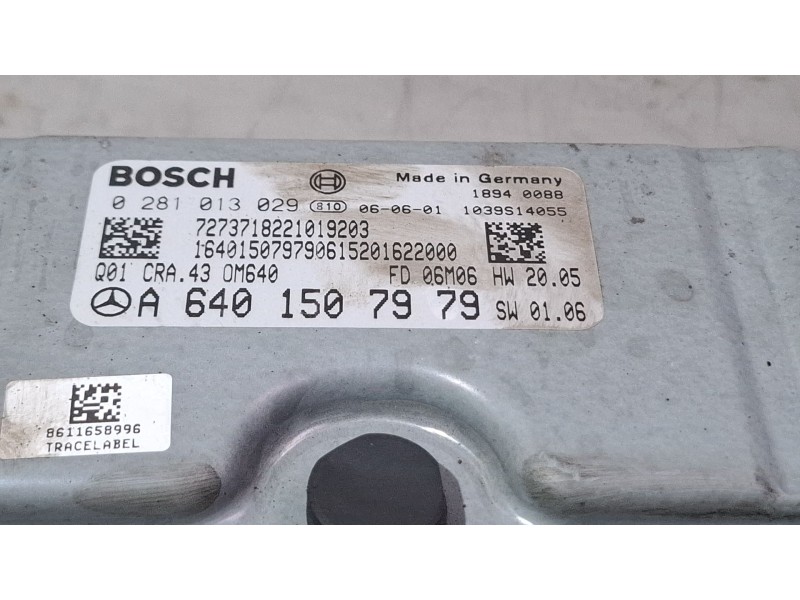 BOSCH Made in Germany
1894 0088
0 281 013 029 810 06-06-01 1039S14055
7273718221019203
164015079790615201622000
Q01 CRA.43 OM640 FD 06M06 HW 20.05
A 640 150 79 79 SW 01.06
8611658996
TRACELABEL